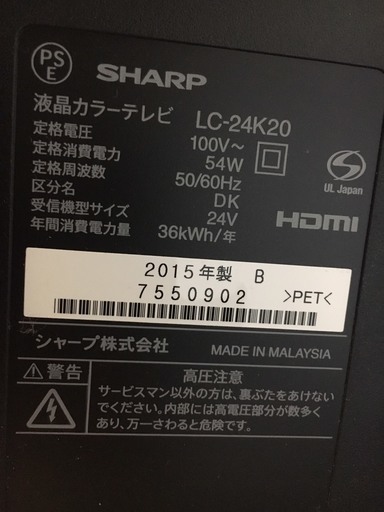 PS
E
SHARP
液晶カラーテレビ LC-24K20
定格電圧 100V~
定格消費電力 54W
定格周波数 50/60Hz
区分名 DK
受信機型サイズ 24V
年間消費電力量 36kWh/年
UL Japan
HDMI
2015年製 B
7550902
>PET<
シャープ株式会社 MADE IN MALAYSIA
警告 高圧注意
サービスマン以外の方は、裏ぶたをあけない
でください。内部には高電圧部分が数多く
あり、万一さわると危険です。